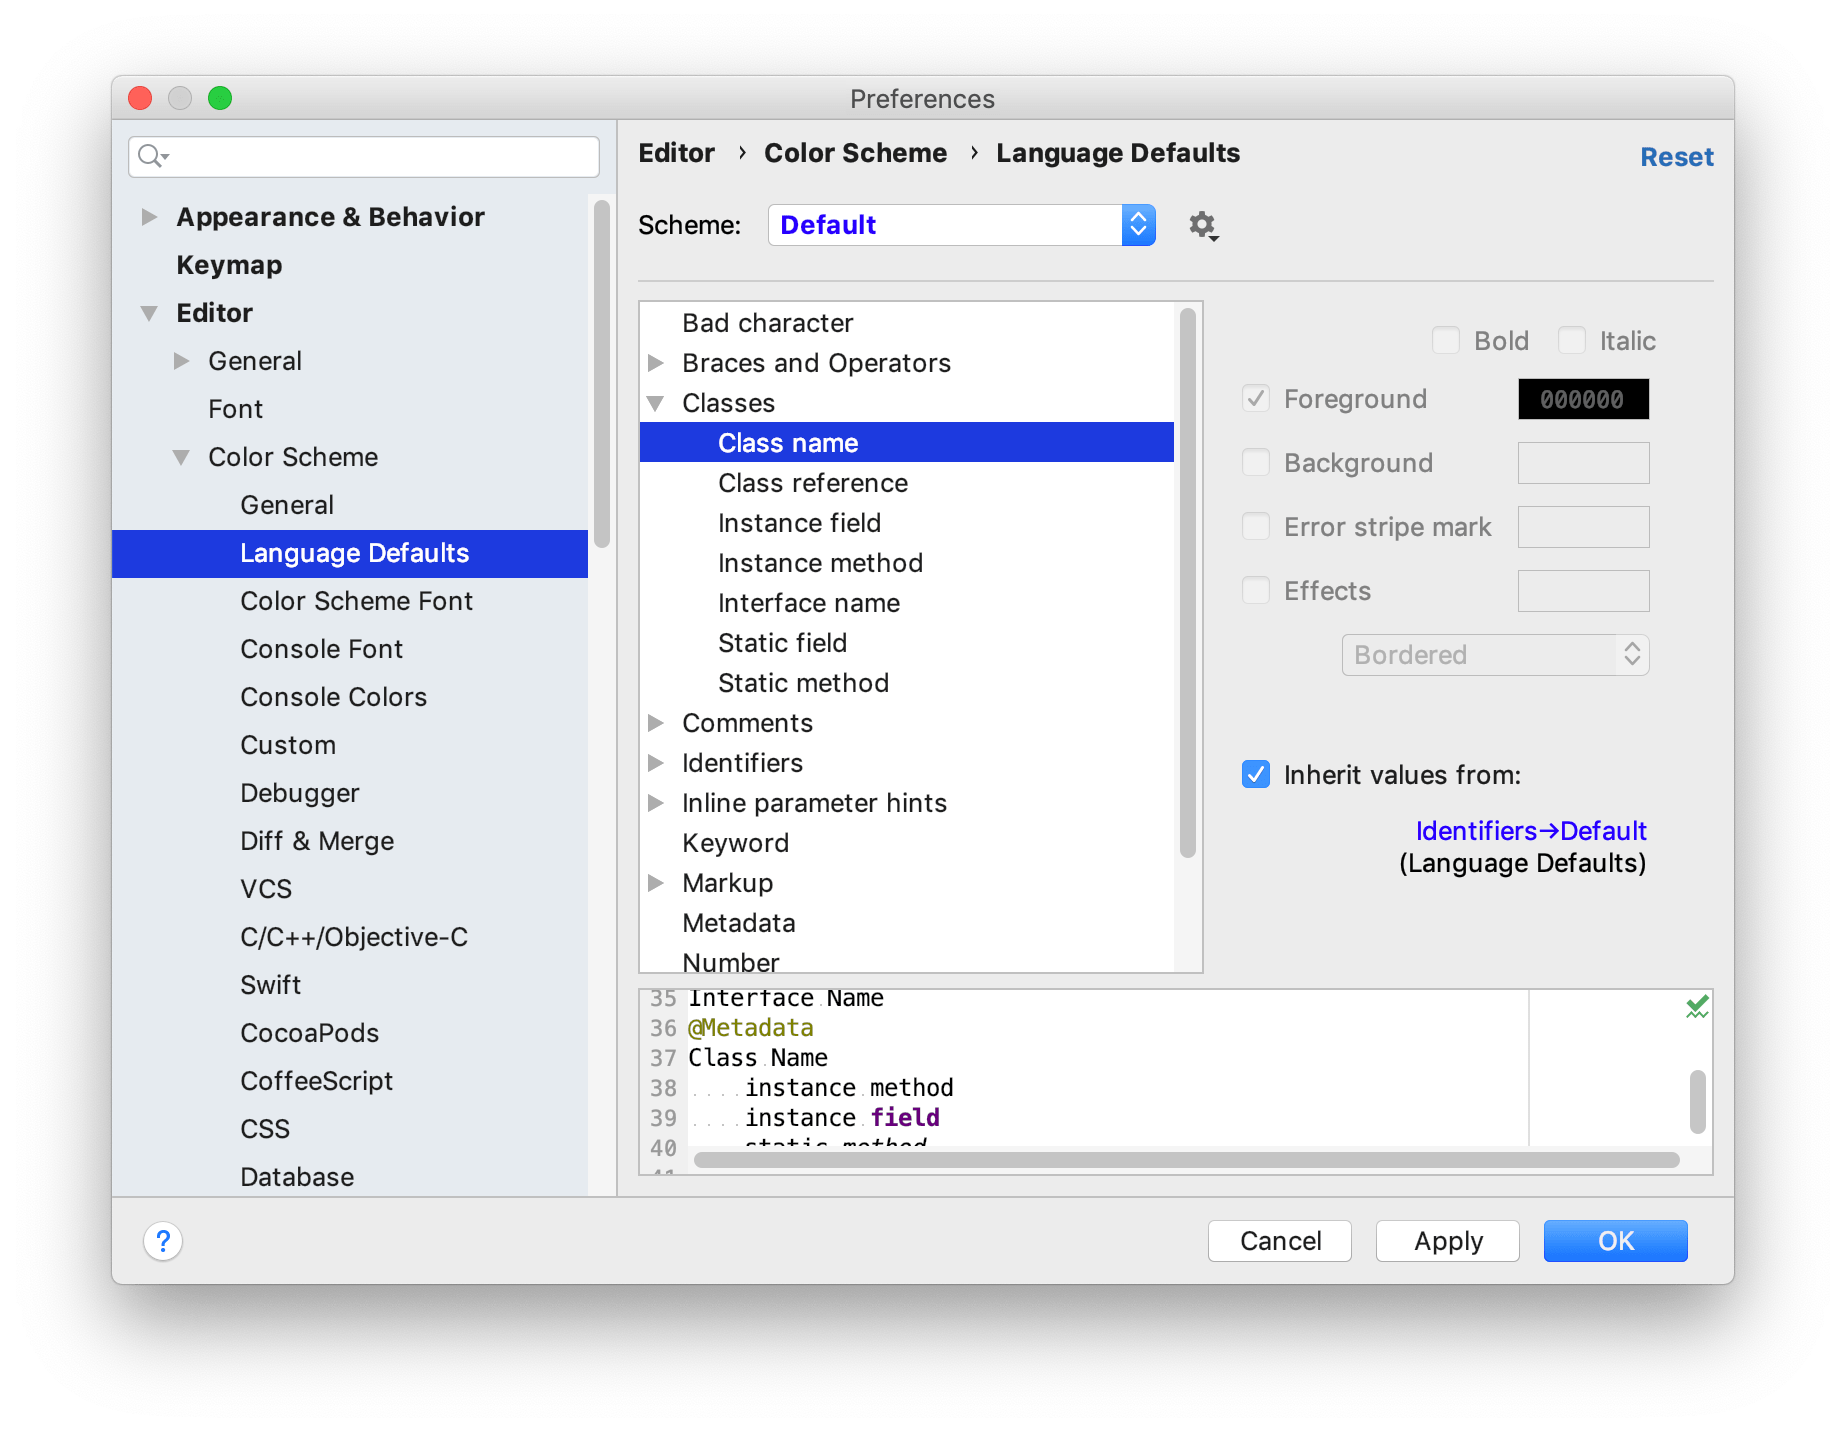 Preferences
Appearance & Behavior
Keymap
Editor
General
Font
Color Scheme
General
Language Defaults
Color Scheme Font
Console Font
Console Colors
Custom
Debugger
Diff & Merge
VCS
C/C++/Objective-C
Swift
CocoaPods
CoffeeScript
CSS
Database
Editor › Color Scheme › Language Defaults
Reset
Scheme: Default
Bad character
Braces and Operators
Classes
Class name
Class reference
Instance field
Instance method
Interface name
Static field
Static method
Comments
Identifiers
Inline parameter hints
Keyword
Markup
Metadata
Number
Bold Italic
Foreground 000000
Background
Error stripe mark
Effects
Bordered
Inherit values from:
Identifiers→Default
(Language Defaults)
35 Interface Name
36 @Metadata
37 Class Name
38 instance method
39 instance field
40 static method
41
? Cancel Apply OK